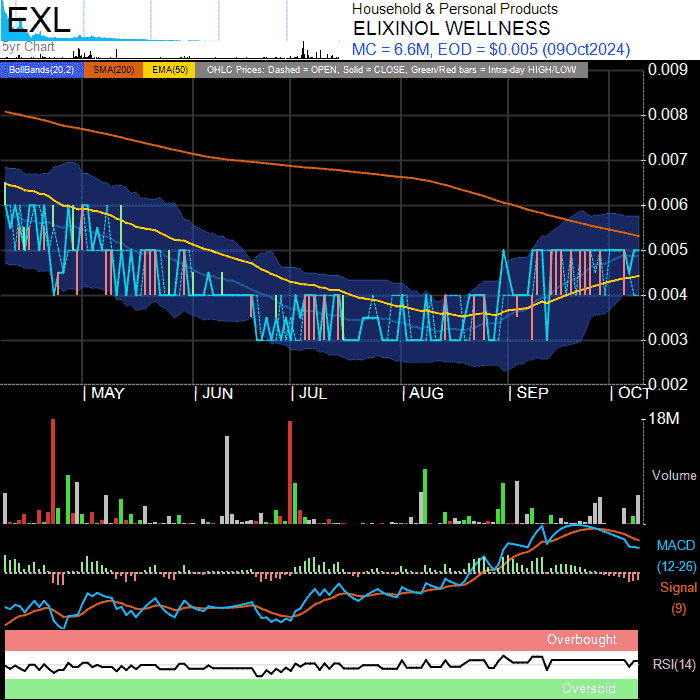 EXL
Household & Personal Products
ELIXINOL WELLNESS
5yr Chart
MC = 6.6M, EOD = $0.005 (09Oct2024)
BollBands(20,2) SMA(200) EMA(50) OHLC Prices: Dashed = OPEN, Solid = CLOSE, Green/Red bars = Intra-day HIGH/LOW
0.009
0.008
0.007
0.006
0.005
0.004
0.003
0.002
MAY JUN JUL AUG SEP OCT
18M
Volume
MACD
(12-26)
Signal
(9)
Overbought
RSI(14)
Oversold